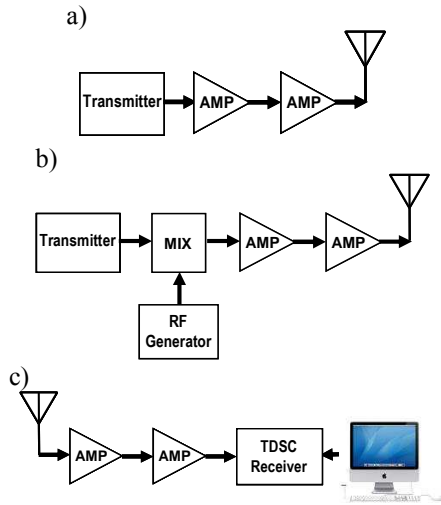 a)
Transmitter
AMP
AMP
b)
Transmitter
MIX
AMP
AMP
RF
Generator
c)
AMP
AMP
TDSC
Receiver